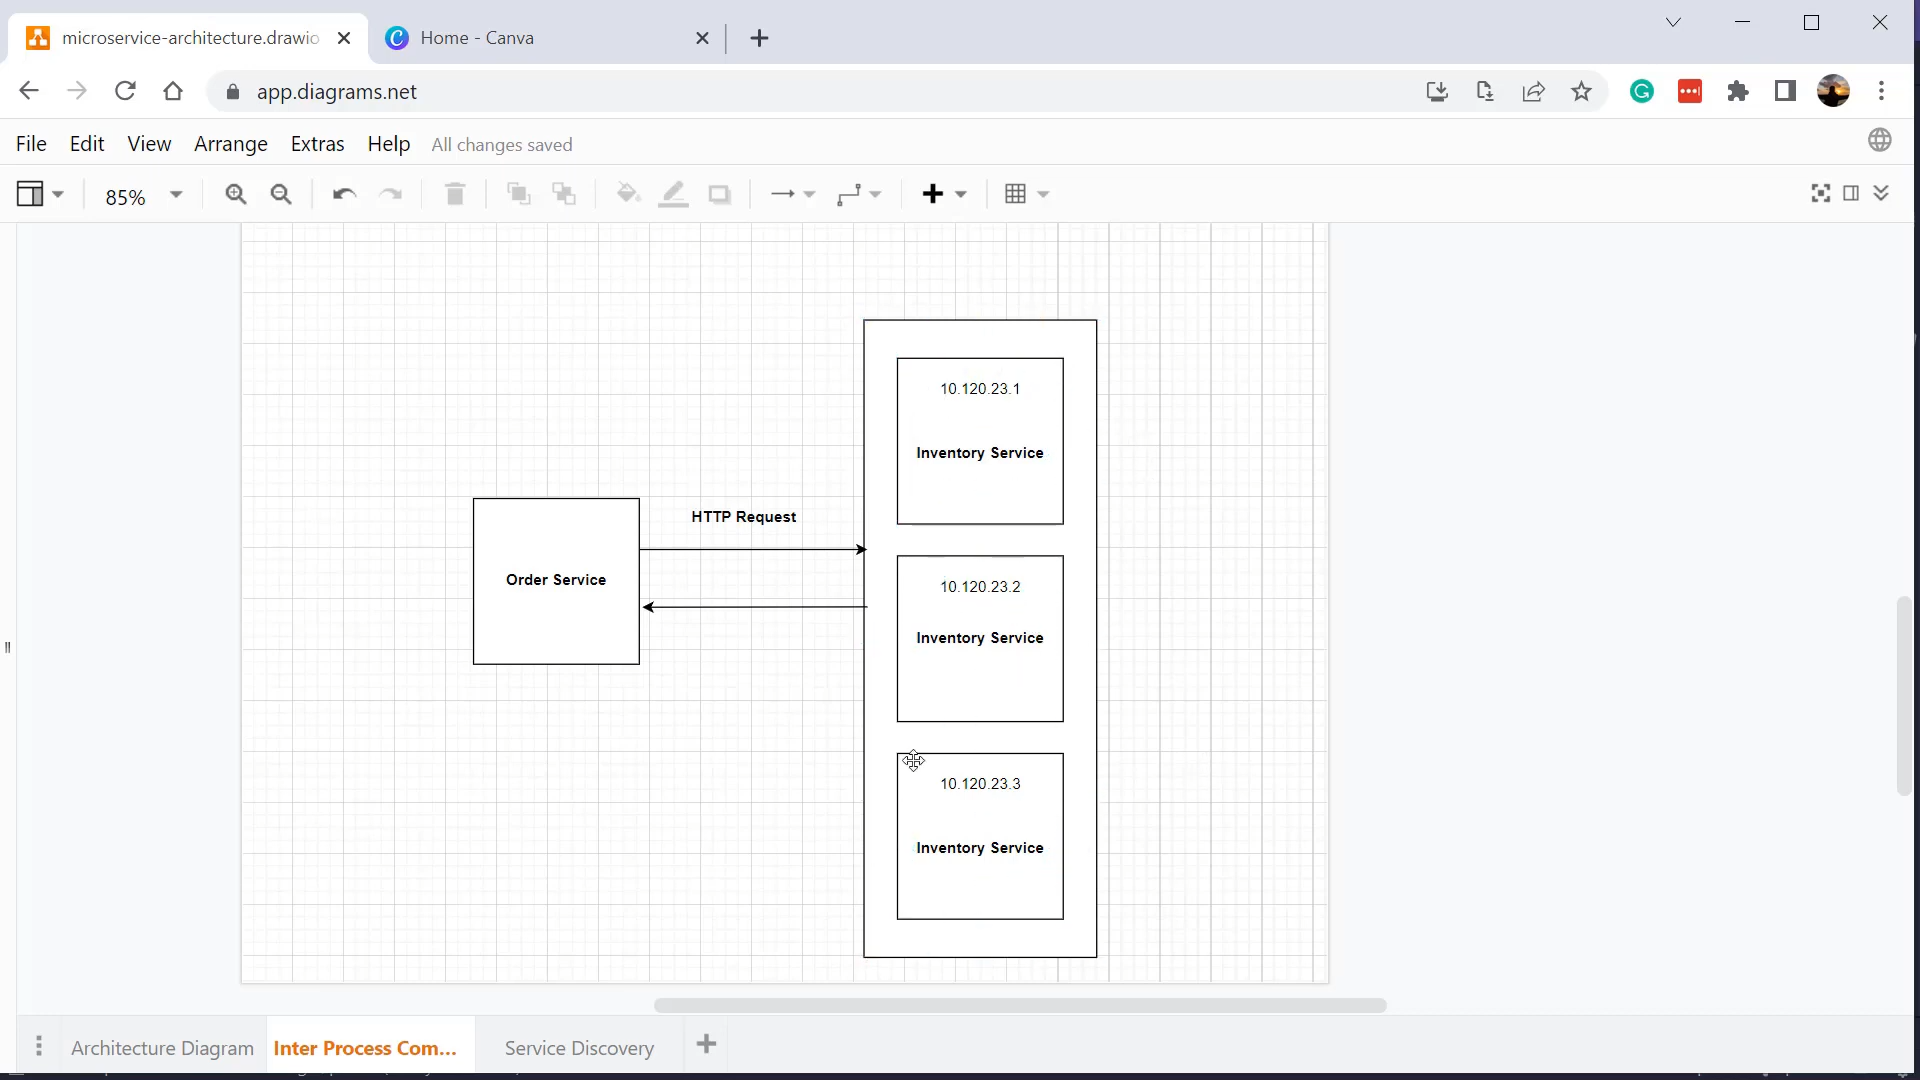 microservice-architecture.drawio
Home - Canva
app.diagrams.net
File Edit View Arrange Extras Help All changes saved
85%
10.120.23.1
Inventory Service
HTTP Request
Order Service
10.120.23.2
Inventory Service
10.120.23.3
Inventory Service
Architecture Diagram Inter Process Com... Service Discovery